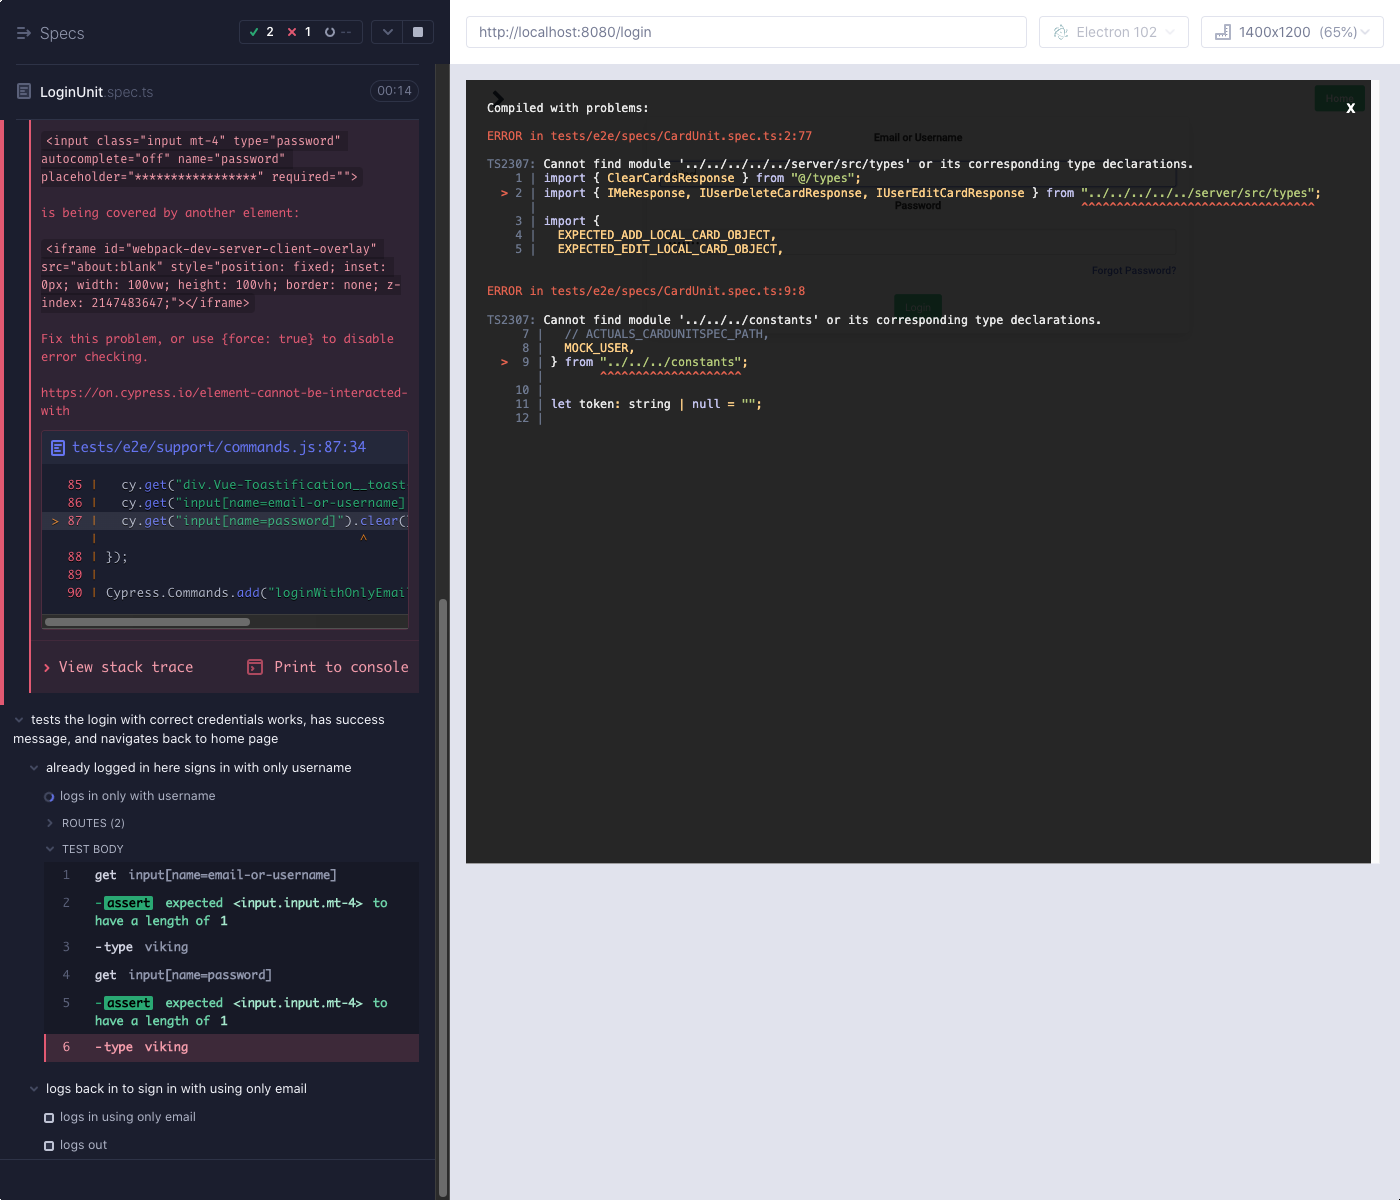 Specs
2
1
--
LoginUnit.spec.ts
00:14
<input class="input mt-4" type="password"
autocomplete="off" name="password"
placeholder="*****************" required="">
is being covered by another element:
<iframe id="webpack-dev-server-client-overlay"
src="about:blank" style="position: fixed; inset:
0px; width: 100vw; height: 100vh; border: none; z-
index: 2147483647;"></iframe>
Fix this problem, or use {force: true} to disable
error checking.
https://on.cypress.io/element-cannot-be-interacted-
with
tests/e2e/support/commands.js:87:34
85 | cy.get("div.Vue-Toastification__toast
86 | cy.get("input[name=email-or-username]
> 87 | cy.get("input[name=password]").clear()
| ^
88 | });
89 |
90 | Cypress.Commands.add("loginWithOnlyEmai
View stack trace
Print to console
tests the login with correct credentials works, has success
message, and navigates back to home page
already logged in here signs in with only username
logs in only with username
ROUTES (2)
TEST BODY
1 get input[name=email-or-username]
2 -assert expected <input.input.mt-4> to
have a length of 1
3 -type viking
4 get input[name=password]
5 -assert expected <input.input.mt-4> to
have a length of 1
6 -type viking
logs back in to sign in with using only email
logs in using only email
logs out
http://localhost:8080/login
Electron 102
1400x1200 (65%)
Home
Compiled with problems:
X
ERROR in tests/e2e/specs/CardUnit.spec.ts:2:77
Email or Username
TS2307: Cannot find module '../../../../../server/src/types' or its corresponding type declarations.
1 | import { ClearCardsResponse } from "@/types";
> 2 | import { IMeResponse, IUserDeleteCardResponse, IUserEditCardResponse } from "../../../../../server/src/types";
| ^^^^^^^^^^^^^^^^^^^^^^^^^^^^^^^^^
Password
3 | import {
4 | EXPECTED_ADD_LOCAL_CARD_OBJECT,
5 | EXPECTED_EDIT_LOCAL_CARD_OBJECT,
Forgot Password?
ERROR in tests/e2e/specs/CardUnit.spec.ts:9:8
Login
TS2307: Cannot find module '../../../constants' or its corresponding type declarations.
7 | // ACTUALS_CARDUNITSPEC_PATH,
8 | MOCK_USER,
> 9 | } from "../../../constants";
| ^^^^^^^^^^^^^^^^^^^^
10 |
11 | let token: string | null = "";
12 |